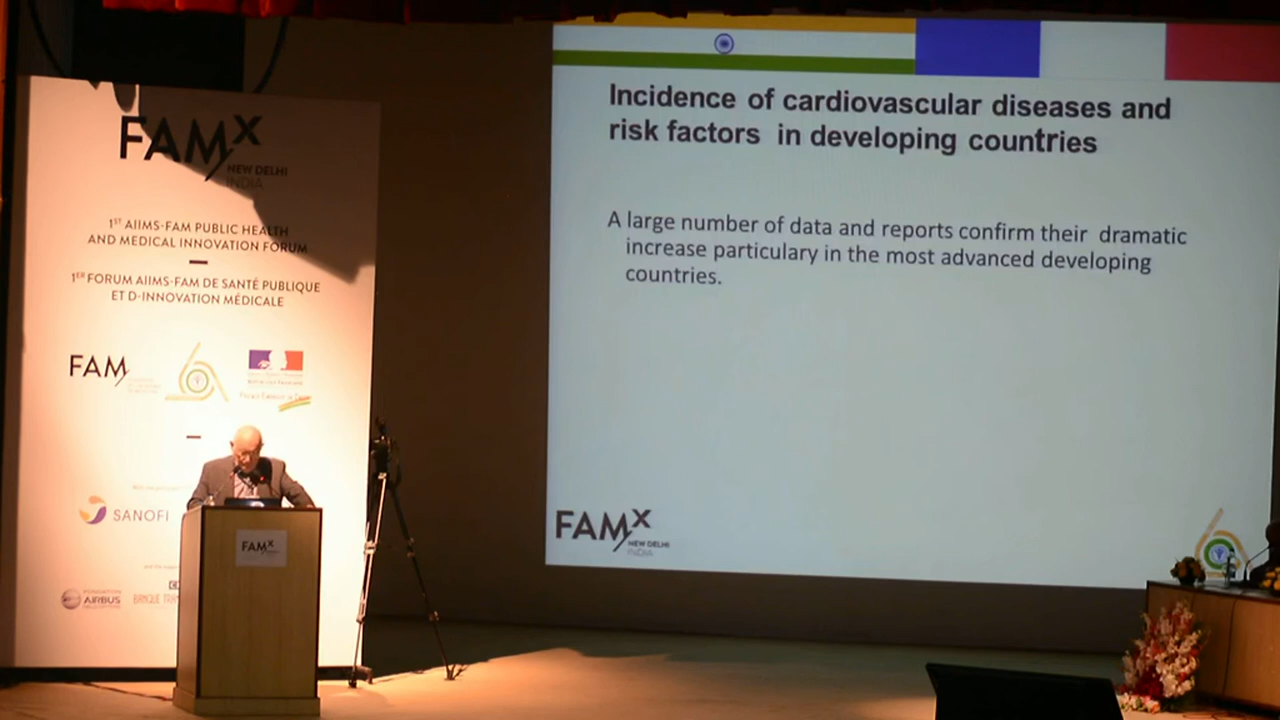 FAMX
NEW DELHI
INDIA
1ST AIIMS-FAM PUBLIC HEALTH
AND MEDICAL INNOVATION FORUM
1ER FORUM AIIMS-FAM DE SANTÉ PUBLIQUE
ET D-INNOVATION MÉDICALE
FAM
SANOFI
AIRBUS
BANQUE
FAMX
Incidence of cardiovascular diseases and
risk factors in developing countries
A large number of data and reports confirm their dramatic
increase particulary in the most advanced developing
countries.
FAMX
NEW DELHI
INDIA